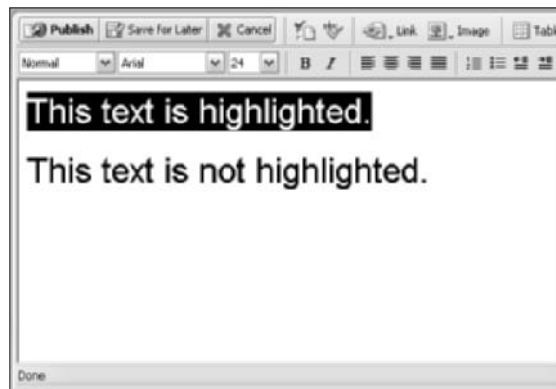 Publish Save for Later Cancel Link Image Tabl
Normal Arial 24 B I
This text is highlighted.
This text is not highlighted.
Done